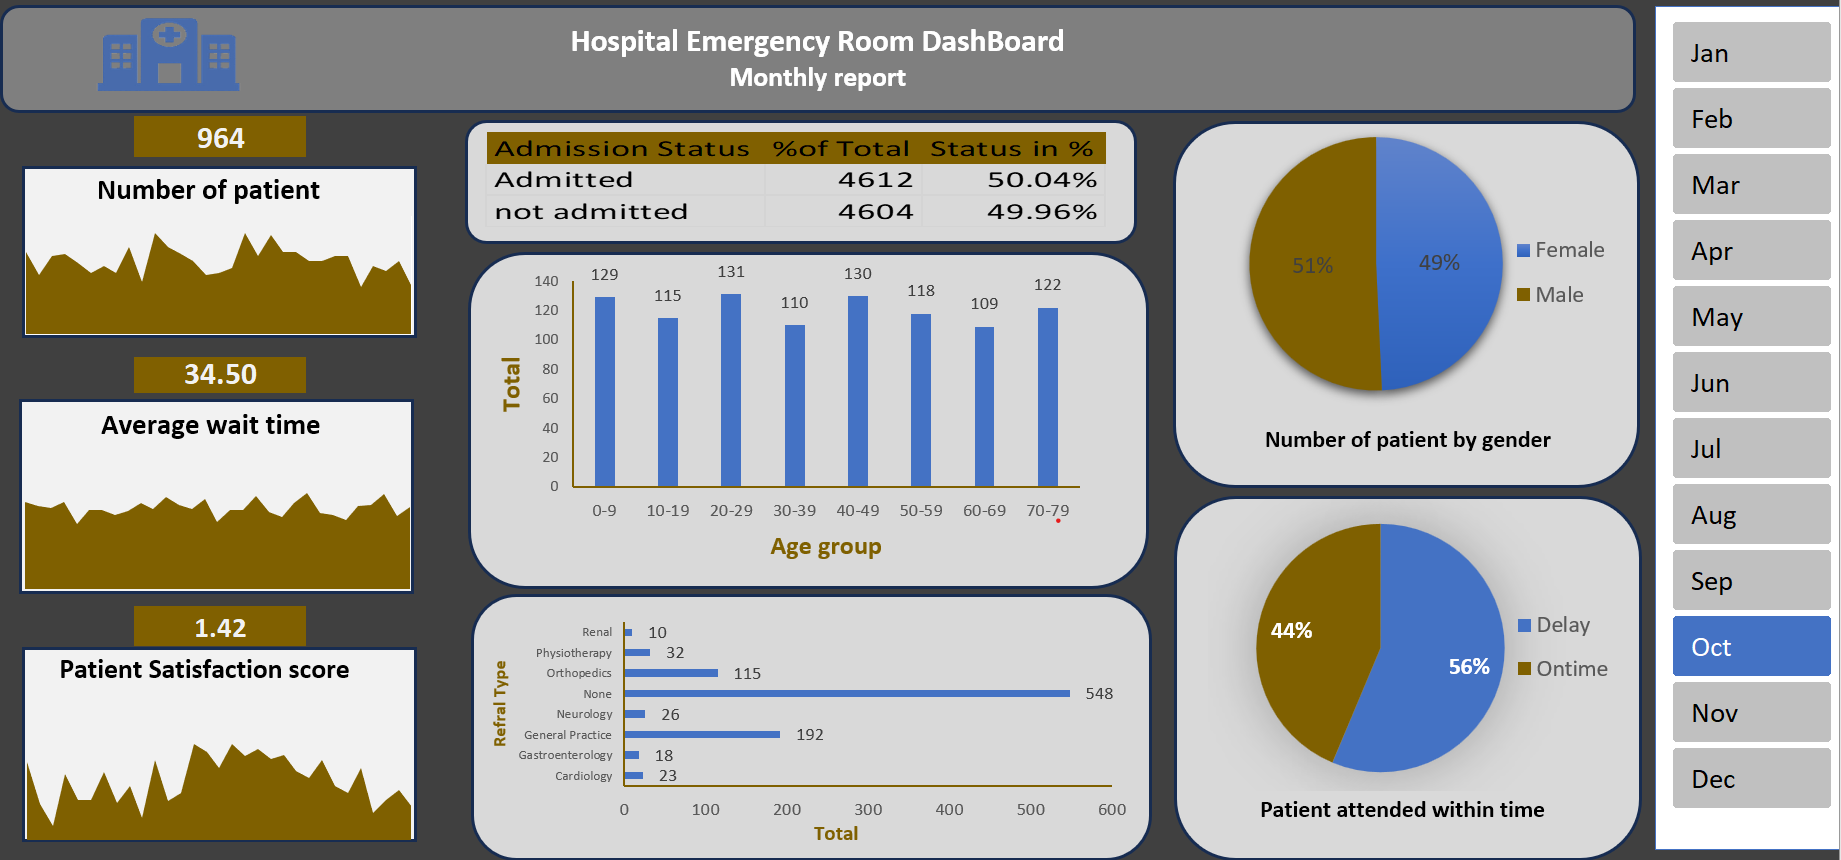 Hospital Emergency Room DashBoard
Monthly report
964
Number of patient
34.50
Average wait time
1.42
Patient Satisfaction score
Admission Status %of Total Status in %
Admitted 4612 50.04%
not admitted 4604 49.96%
129 115 131 110 130 118 109 122
140
120
100
80
60
40
20
0
Total
0-9 10-19 20-29 30-39 40-49 50-59 60-69 70-79
Age group
Refral Type
Renal 10
Physiotherapy 32
Orthopedics 115
None 548
Neurology 26
General Practice 192
Gastroenterology 18
Cardiology 23
0 100 200 300 400 500 600
Total
51% 49%
Female
Male
Number of patient by gender
44% 56%
Delay
Ontime
Patient attended within time
Jan
Feb
Mar
Apr
May
Jun
Jul
Aug
Sep
Oct
Nov
Dec